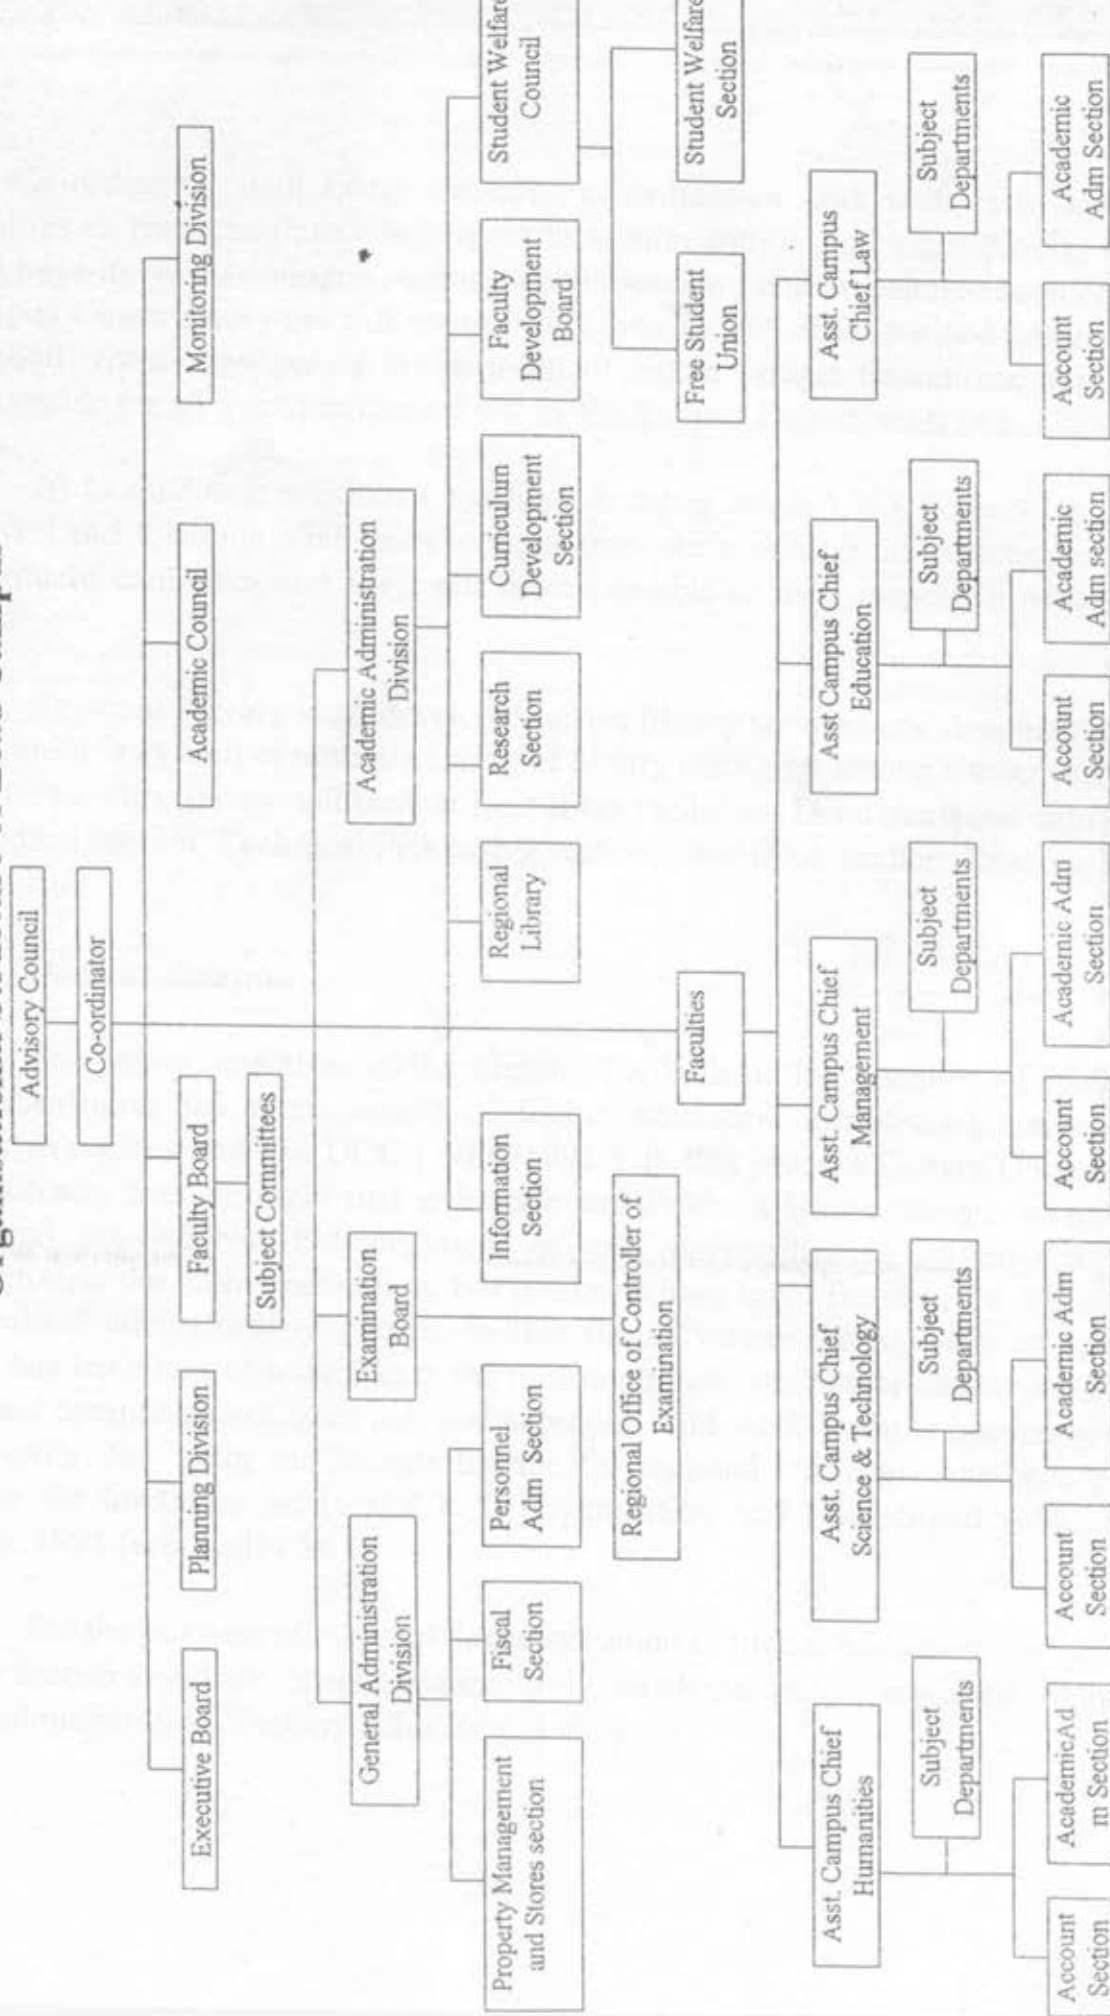 Advisory Council
Co-ordinator
Executive Board
Planning Division
Faculty Board
Academic Council
Monitoring Division
Subject Committees
General Administration
Division
Examination
Board
Academic Administration
Division
Property Management
and Stores section
Fiscal
Section
Personnel
Adm Section
Information
Section
Regional
Library
Research
Section
Curriculum
Development
Section
Faculty
Development
Board
Student Welfare
Council
Regional Office of Controller of
Examination
Faculties
Free Student
Union
Student Welfare
Section
Asst. Campus Chief
Humanities
Asst. Campus Chief
Science & Technology
Asst. Campus Chief
Management
Asst Campus Chief
Education
Asst. Campus
Chief Law
Subject
Departments
Subject
Departments
Subject
Departments
Subject
Departments
Subject
Departments
Account
Section
AcademicAd
m Section
Account
Section
Academic Adm
Section
Account
Section
Academic Adm
Section
Account
Section
Academic
Adm section
Account
Section
Academic
Adm Section